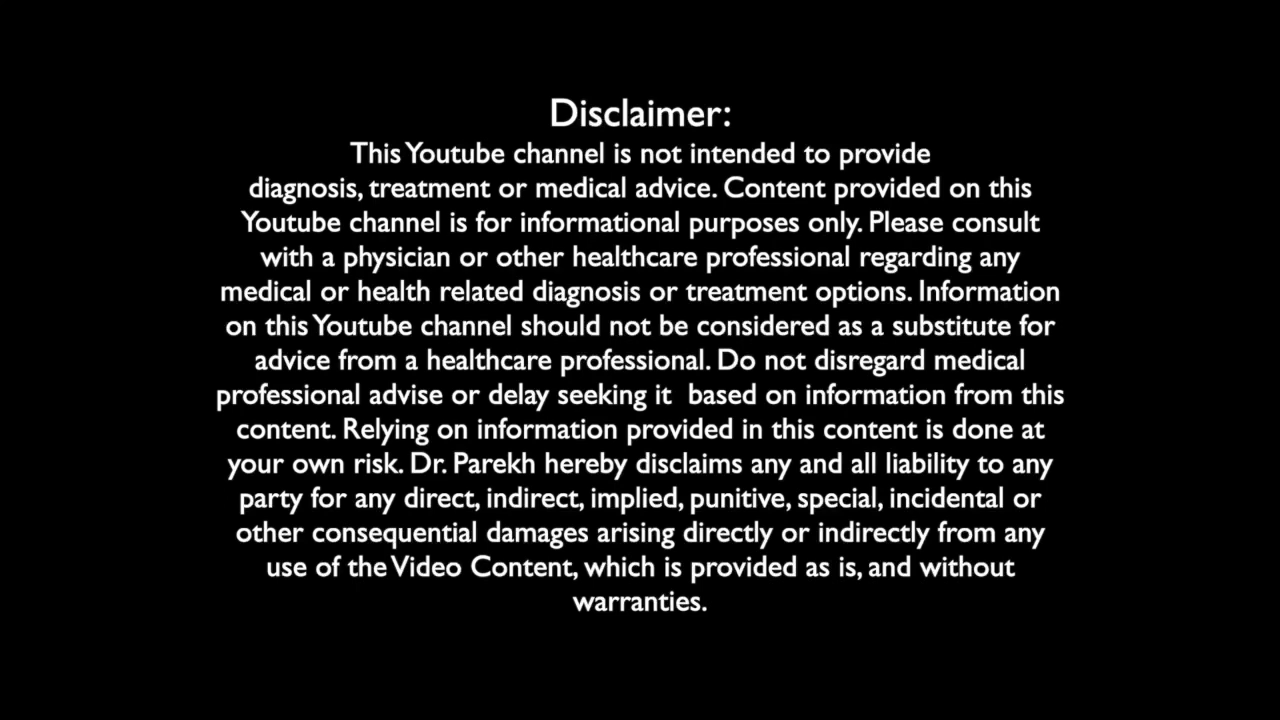 Disclaimer:
This Youtube channel is not intended to provide
diagnosis, treatment or medical advice. Content provided on this
Youtube channel is for informational purposes only. Please consult
with a physician or other healthcare professional regarding any
medical or health related diagnosis or treatment options. Information
on this Youtube channel should not be considered as a substitute for
advice from a healthcare professional. Do not disregard medical
professional advise or delay seeking it  based on information from this
content. Relying on information provided in this content is done at
your own risk. Dr. Parekh hereby disclaims any and all liability to any
party for any direct, indirect, implied, punitive, special, incidental or
other consequential damages arising directly or indirectly from any
use of the Video Content, which is provided as is, and without
warranties.